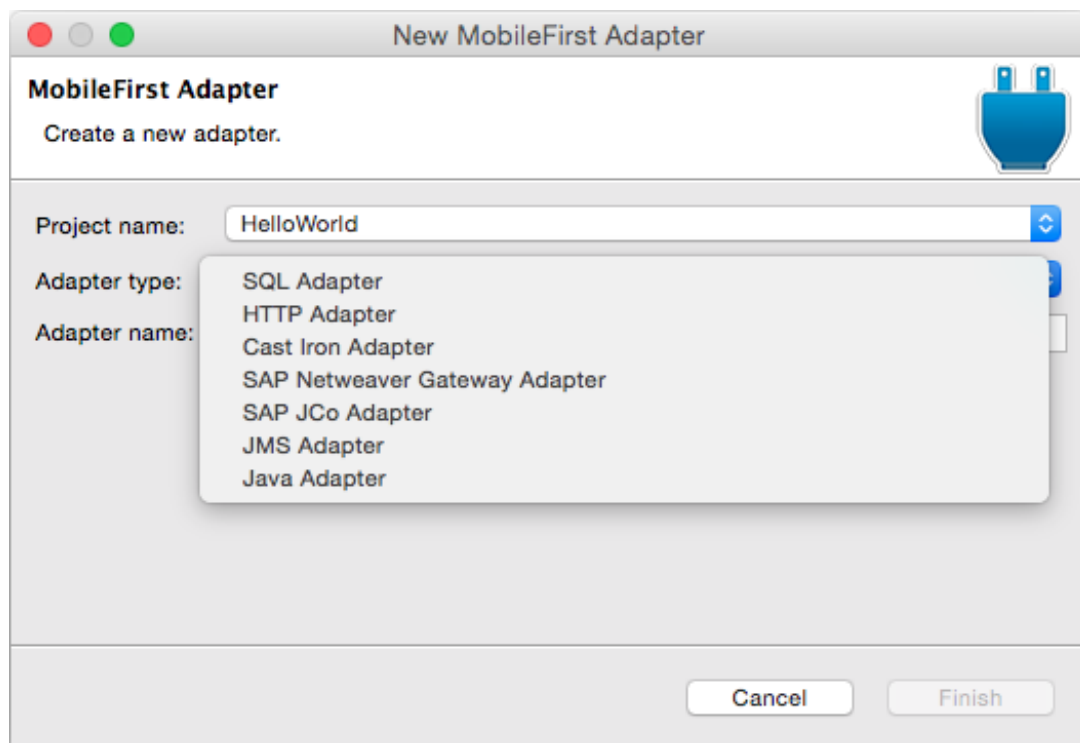 New MobileFirst Adapter
MobileFirst Adapter
Create a new adapter.
Project name: HelloWorld
Adapter type:
SQL Adapter
HTTP Adapter
Cast Iron Adapter
SAP Netweaver Gateway Adapter
SAP JCo Adapter
JMS Adapter
Java Adapter
Adapter name:
Cancel Finish